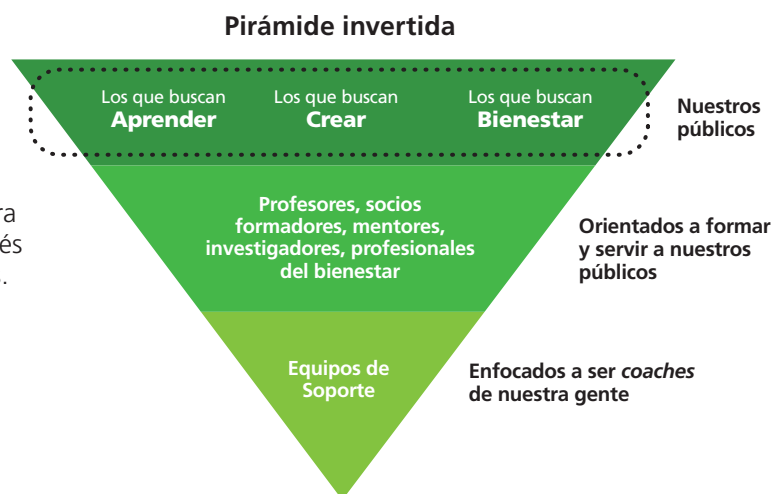 Pirámide invertida
Los que buscan
Aprender
Los que buscan
Crear
Los que buscan
Bienestar
Nuestros
públicos
Profesores, socios
formadores, mentores,
investigadores, profesionales
del bienestar
Orientados a formar
y servir a nuestros
públicos
ra
és
.
Equipos de
Soporte
Enfocados a ser coaches
de nuestra gente